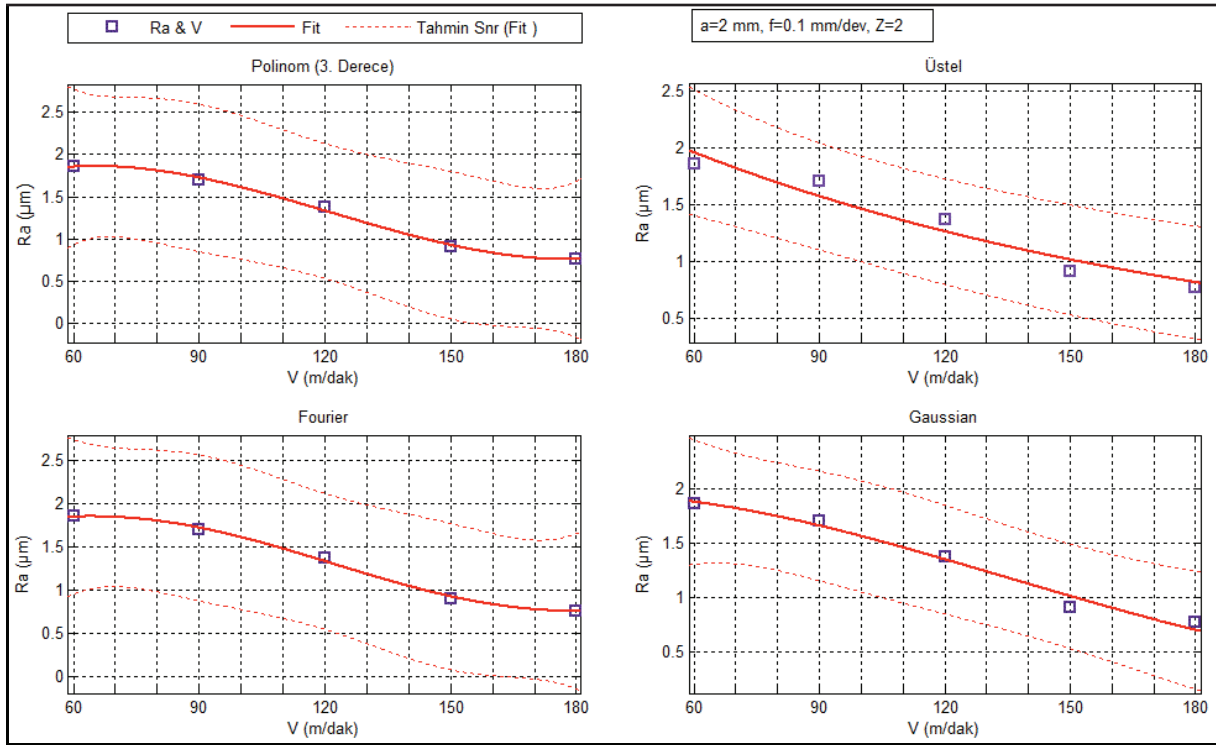 Ra & V Fit Tahmin Snr (Fit )
a=2 mm, f=0.1 mm/dev, Z=2
Polinom (3. Derece)
2.5
2
1.5
1
0.5
0
Ra (µm)
60 90 120 150 180
V (m/dak)
Üstel
2.5
2
1.5
1
0.5
Ra (µm)
60 90 120 150 180
V (m/dak)
Fourier
2.5
2
1.5
1
0.5
0
Ra (µm)
60 90 120 150 180
V (m/dak)
Gaussian
2
1.5
1
0.5
Ra (µm)
60 90 120 150 180
V (m/dak)